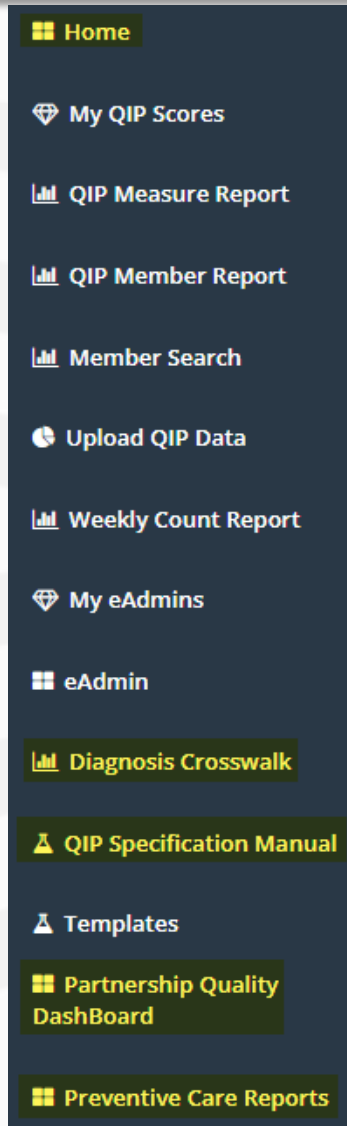 Home
My QIP Scores
QIP Measure Report
QIP Member Report
Member Search
Upload QIP Data
Weekly Count Report
My eAdmins
eAdmin
Diagnosis Crosswalk
QIP Specification Manual
Templates
Partnership Quality
DashBoard
Preventive Care Reports